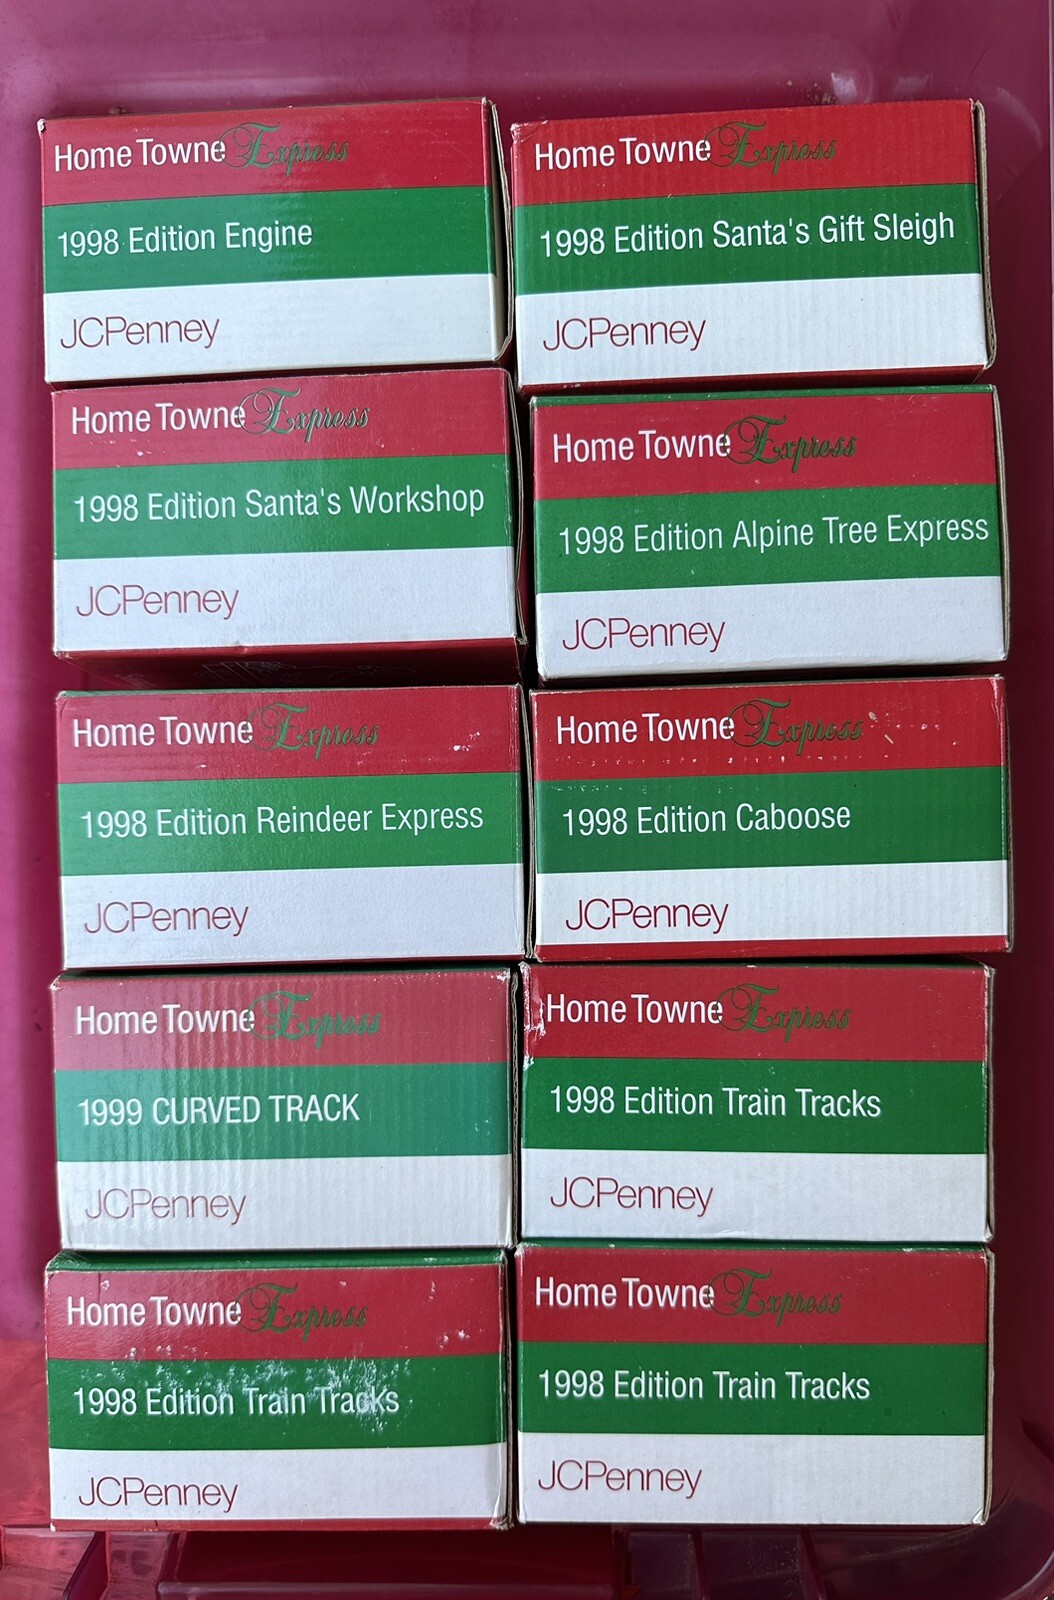 Home Towne Express
1998 Edition Engine
JCPenney
Home Towne Express
1998 Edition Santa's Gift Sleigh
JCPenney
Home Towne Express
1998 Edition Santa's Workshop
JCPenney
Home Towne Express
1998 Edition Alpine Tree Express
JCPenney
Home Towne Express
1998 Edition Reindeer Express
JCPenney
Home Towne Express
1998 Edition Caboose
JCPenney
Home Towne Express
1999 CURVED TRACK
JCPenney
Home Towne Express
1998 Edition Train Tracks
JCPenney
Home Towne Express
1998 Edition Train Tracks
JCPenney
Home Towne Express
1998 Edition Train Tracks
JCPenney